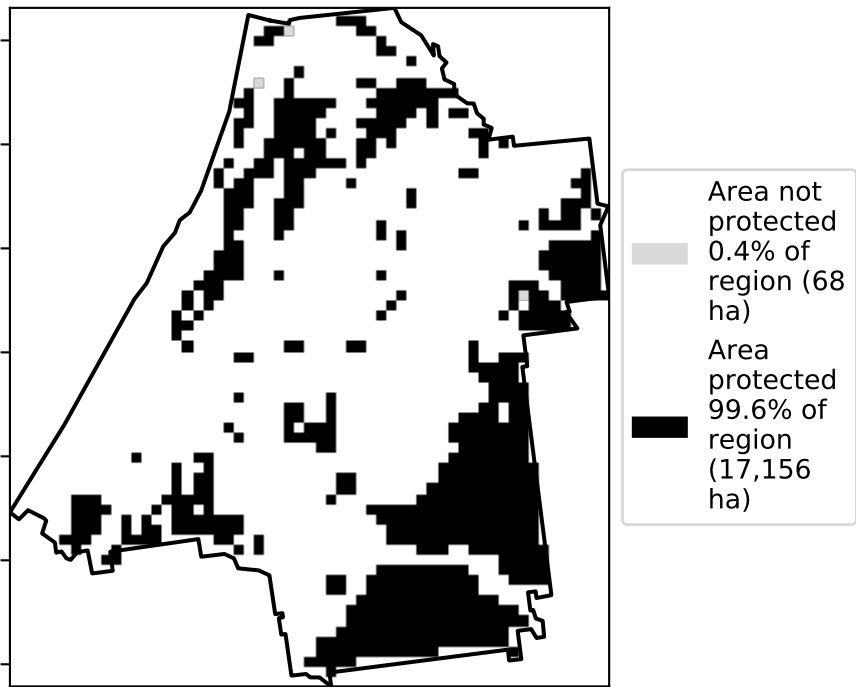 Area not
protected
0.4% of
region (68
ha)
Area
protected
99.6% of
region
(17,156
ha)